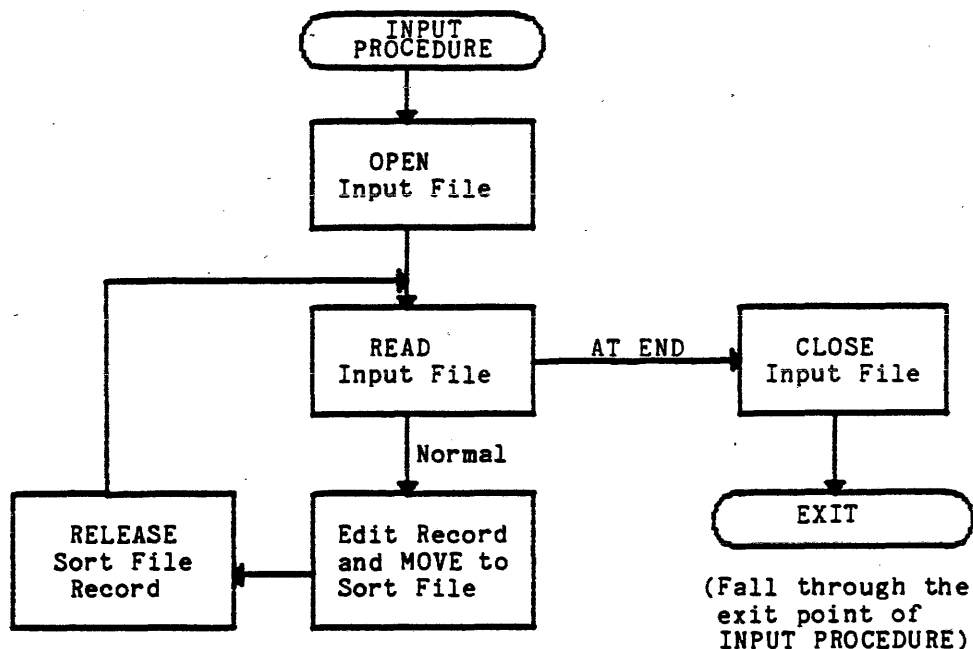 INPUT
PROCEDURE
OPEN
Input File
READ
Input File
AT END
CLOSE
Input File
Normal
RELEASE
Sort File
Record
Edit Record
and MOVE to
Sort File
EXIT
(Fall through the
exit point of
INPUT PROCEDURE)